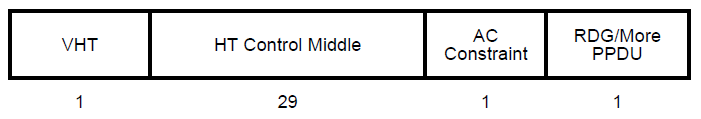 VHT
HT Control Middle
AC
Constraint
RDG/More
PPDU
1
29
1
1